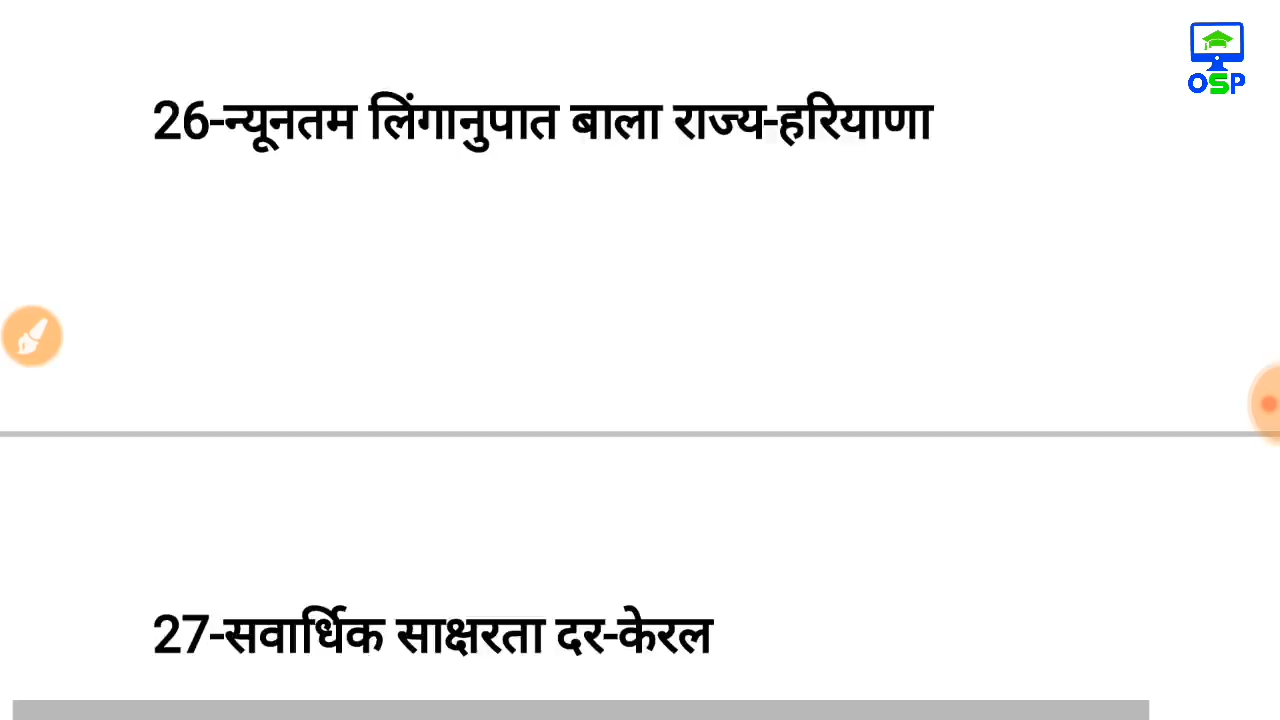 OSP
26-न्यूनतम लिंगानुपात बाला राज्य-हरियाणा
27-सवार्धिक साक्षरता दर-केरल